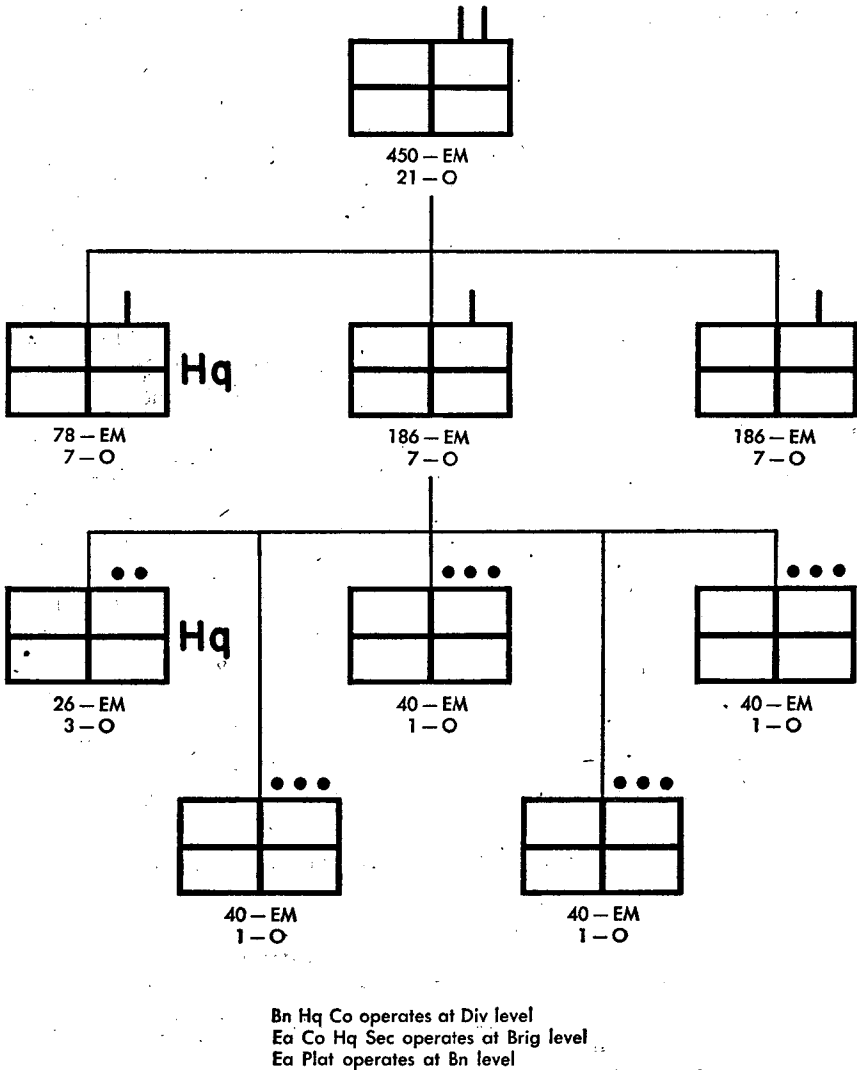 450 — EM
21 — O
Hq
78 — EM
7 — O
186 — EM
7 — O
186 — EM
7 — O
Hq
26 — EM
3 — O
40 — EM
1 — O
40 — EM
1 — O
40 — EM
1 — O
40 — EM
1 — O
Bn Hq Co operates at Div level
Ea Co Hq Sec operates at Brig level
Ea Plat operates at Bn level